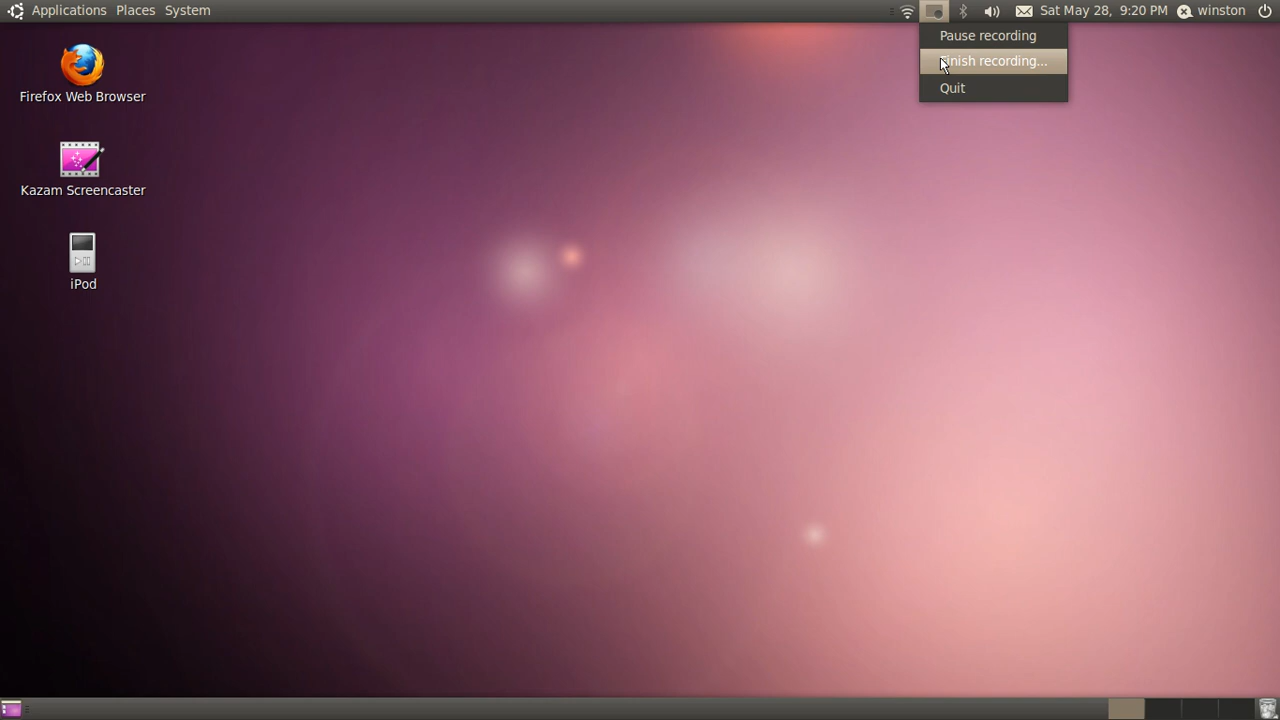 Applications Places System
Sat May 28, 9:20 PM winston
Pause recording
Finish recording...
Quit
Firefox Web Browser
Kazam Screencaster
iPod